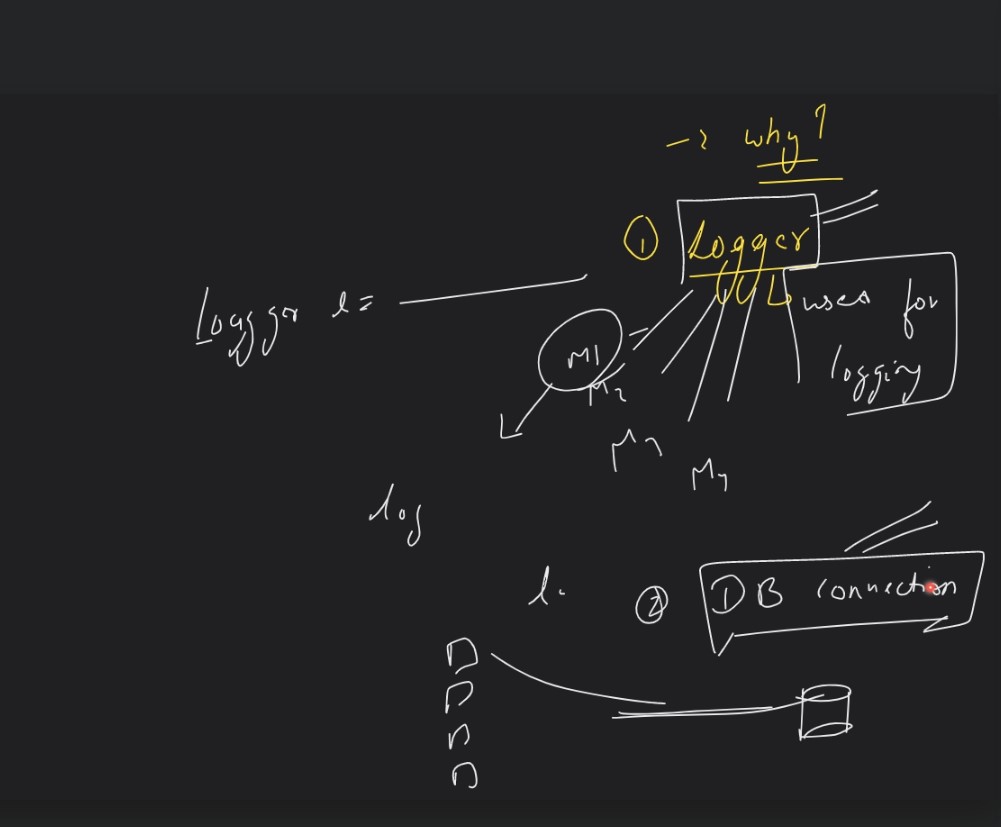 → why?
① Logger
Logger l =
↳ used for
logging
M1
M2
M3
M4
log
l.
② DB connection